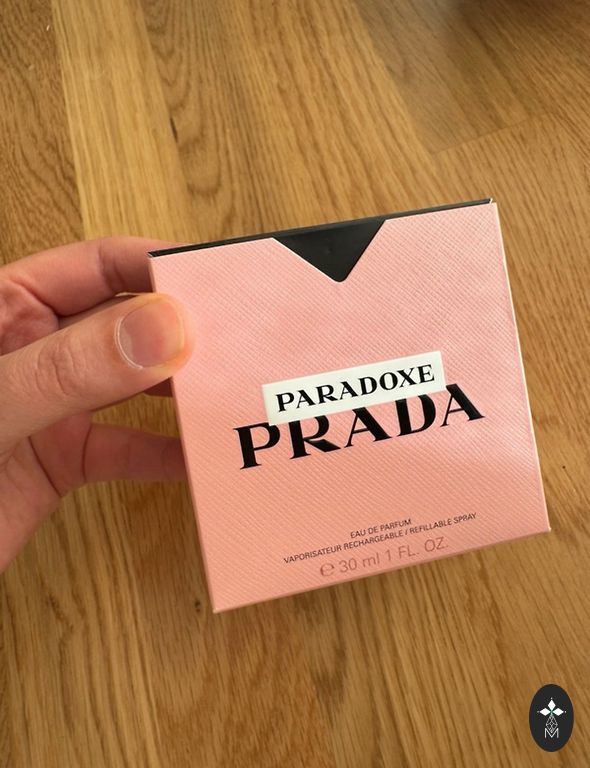 PARADOXE
PRADA
EAU DE PARFUM
VAPORISATEUR RECHARGEABLE / REFILLABLE SPRAY
℮ 30 ml 1 FL. OZ.
M